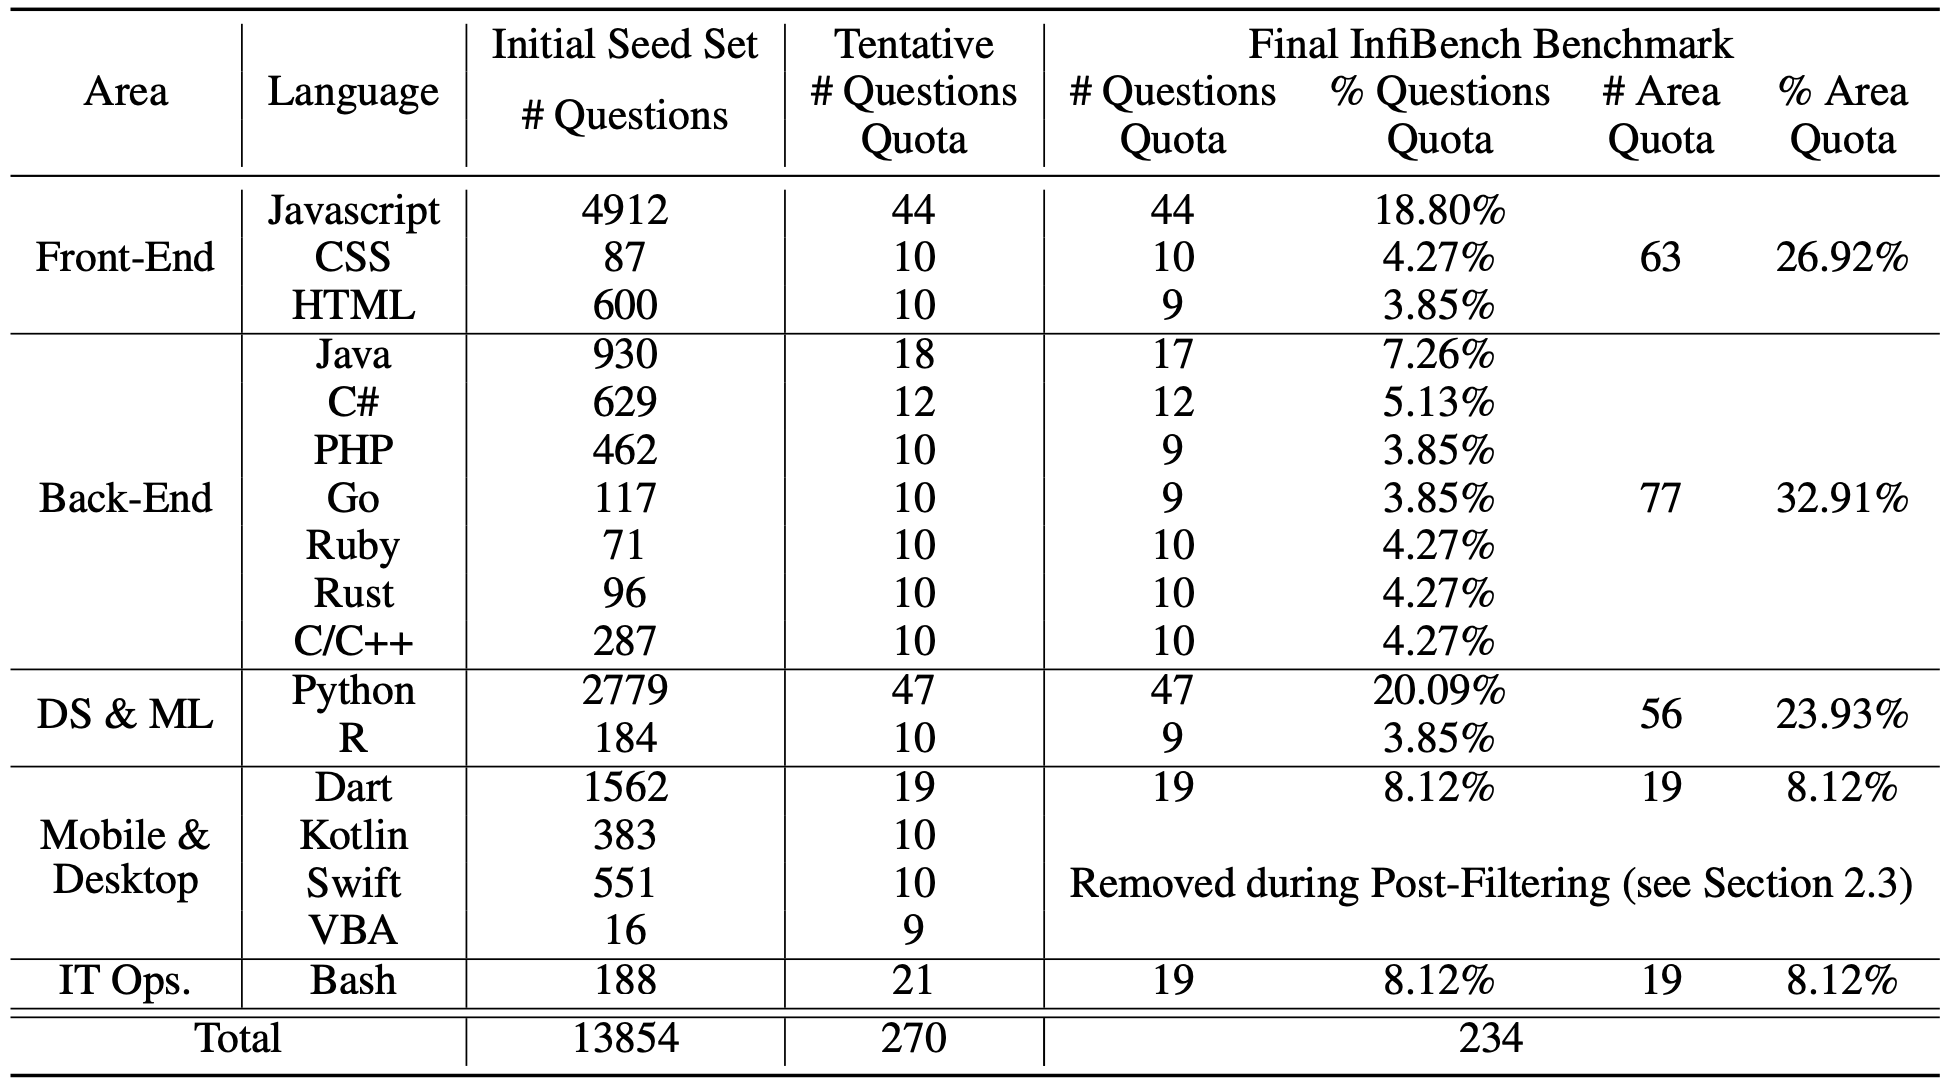 Area Language Initial Seed Set # Questions Tentative # Questions Quota Final InfiBench Benchmark
# Questions Quota % Questions Quota # Area Quota % Area Quota
Front-End Javascript 4912 44 44 18.80% 63 26.92%
CSS 87 10 10 4.27%
HTML 600 10 9 3.85%
Back-End Java 930 18 17 7.26% 77 32.91%
C# 629 12 12 5.13%
PHP 462 10 9 3.85%
Go 117 10 9 3.85%
Ruby 71 10 10 4.27%
Rust 96 10 10 4.27%
C/C++ 287 10 10 4.27%
DS & ML Python 2779 47 47 20.09% 56 23.93%
R 184 10 9 3.85%
Mobile & Desktop Dart 1562 19 19 8.12% 19 8.12%
Kotlin 383 10
Swift 551 10 Removed during Post-Filtering (see Section 2.3)
VBA 16 9
IT Ops. Bash 188 21 19 8.12% 19 8.12%
Total 13854 270 234